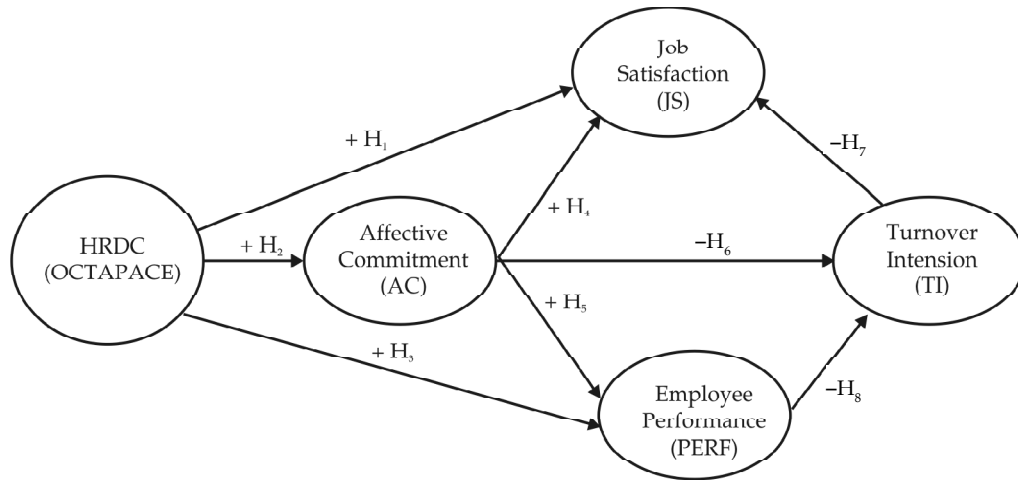 Job
Satisfaction
(JS)
+ H₁
–H₇
HRDC
(OCTAPACE)
+ H₂
Affective
Commitment
(AC)
+ H₄
–H₆
Turnover
Intension
(TI)
+ H₅
+ H₃
Employee
Performance
(PERF)
–H₈